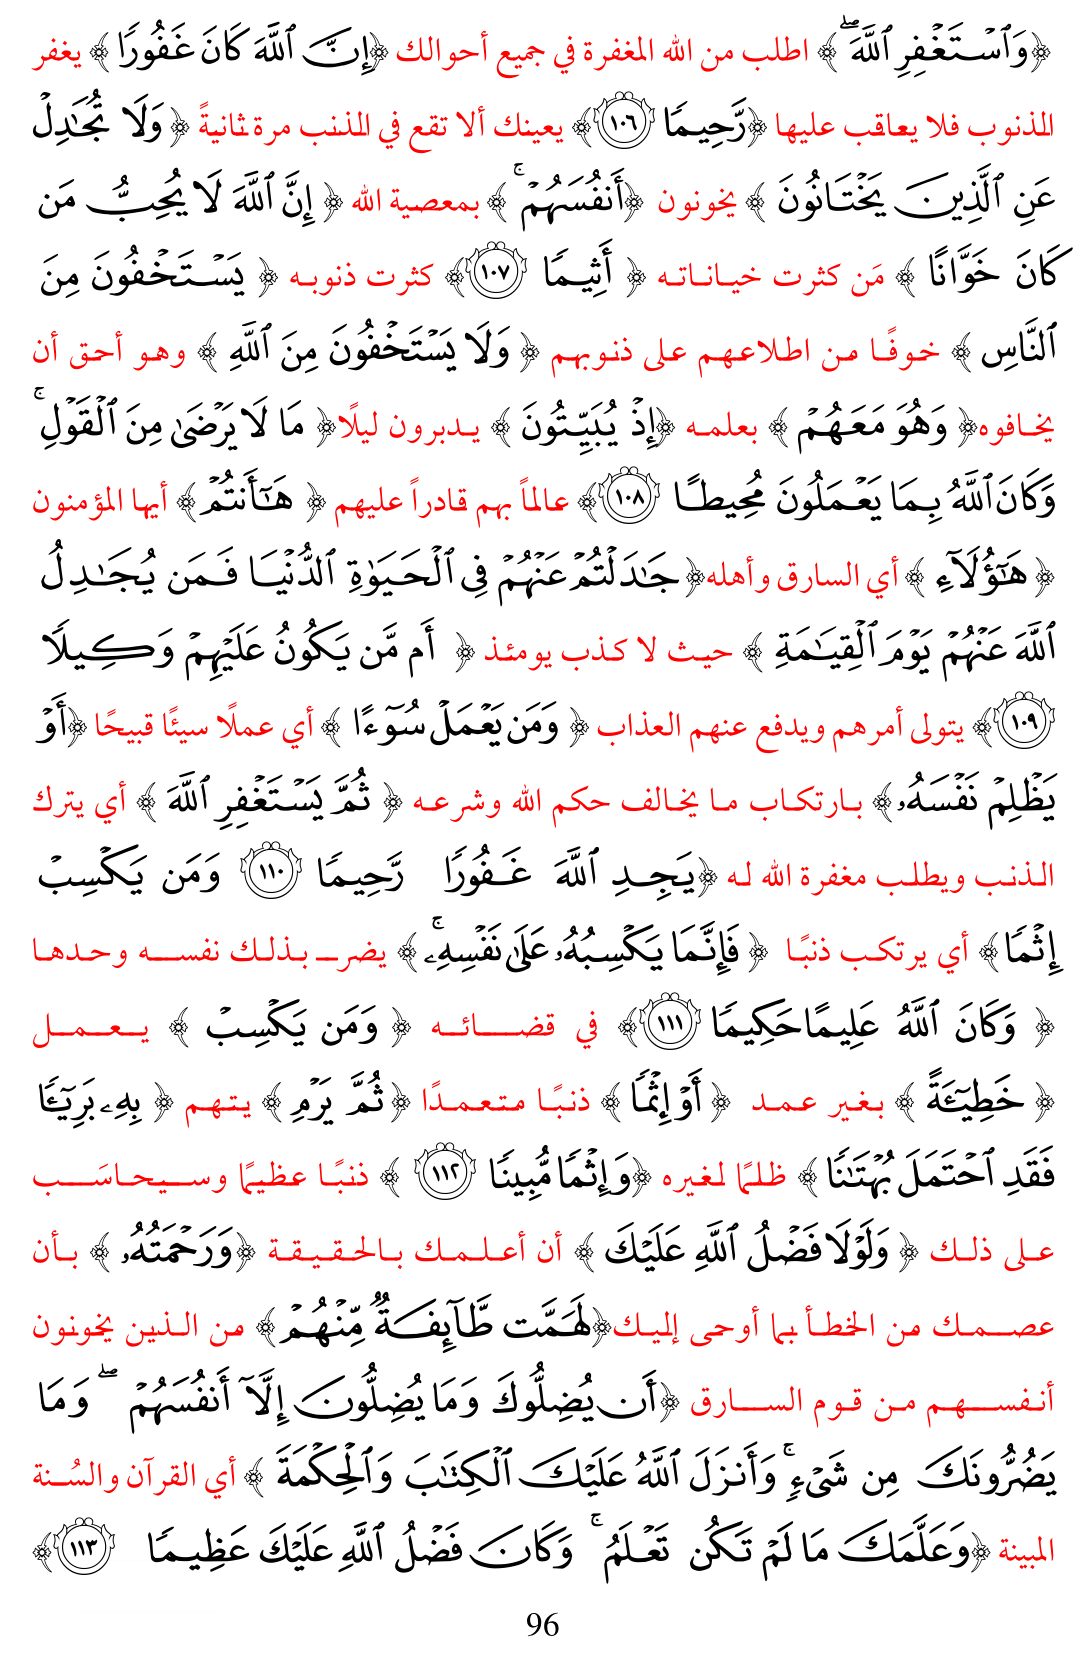 ﴿وَٱسۡتَغۡفِرِ ٱللَّهَۖ﴾ اطلب من الله المغفرة في جميع أحوالك ﴿إِنَّ ٱللَّهَ كَانَ غَفُورٗا﴾ يغفر
الذنوب فلا يعاقب عليها ﴿رَّحِيمٗا ١٠٦﴾ يعينك ألا تقع في الذنب مرة ثانيةً ﴿ وَلَا تُجَٰدِلۡ
عَنِ ٱلَّذِينَ يَخۡتَانُونَ ﴾ يخونون ﴿أَنفُسَهُمۡۚ﴾ بمعصية الله ﴿ إِنَّ ٱللَّهَ لَا يُحِبُّ مَن
كَانَ خَوَّانًا ﴾ مَن كثرت خياناته ﴿ أَثِيمٗا ١٠٧﴾ كثرت ذنوبه ﴿ يَسۡتَخۡفُونَ مِنَ
ٱلنَّاسِ ﴾ خوفًا من اطلاعهم على ذنوبهم ﴿ وَلَا يَسۡتَخۡفُونَ مِنَ ٱللَّهِ ﴾ وهو أحق أن
يخافوه﴿ وَهُوَ مَعَهُمۡ ﴾ بعلمه ﴿إِذۡ يُبَيِّتُونَ ﴾ يدبرون ليلًا﴿ مَا لَا يَرۡضَىٰ مِنَ ٱلۡقَوۡلِۚ
وَكَانَ ٱللَّهُ بِمَا يَعۡمَلُونَ مُحِيطًا ١٠٨﴾ عالماً بهم قادراً عليهم ﴿ هَٰٓأَنتُمۡ﴾ أيها المؤمنون
﴿ هَٰٓؤُلَآءِ ﴾ أي السارق وأهله﴿ جَٰدَلۡتُمۡ عَنۡهُمۡ فِي ٱلۡحَيَوٰةِ ٱلدُّنۡيَا فَمَن يُجَٰدِلُ
ٱللَّهَ عَنۡهُمۡ يَوۡمَ ٱلۡقِيَٰمَةِ ﴾ حيث لا كذب يومئذ ﴿ أَم مَّن يَكُونُ عَلَيۡهِمۡ وَكِيلٗا
١٠٩﴾ يتولى أمرهم ويدفع عنهم العذاب ﴿ وَمَن يَعۡمَلۡ سُوٓءًا ﴾ أي عملًا سيئًا قبيحًا ﴿أَوۡ
يَظۡلِمۡ نَفۡسَهُۥ﴾ بارتكاب ما يخالف حكم الله وشرعه ﴿ ثُمَّ يَسۡتَغۡفِرِ ٱللَّهَ ﴾ أي يترك
الذنب ويطلب مغفرة الله له ﴿يَجِدِ ٱللَّهَ غَفُورٗا رَّحِيمٗا ١١٠ وَمَن يَكۡسِبۡ
إِثۡمٗا﴾ أي يرتكب ذنبًا ﴿ فَإِنَّمَا يَكۡسِبُهُۥ عَلَىٰ نَفۡسِهِۦۚ﴾ يضر بذلك نفسه وحدها
﴿ وَكَانَ ٱللَّهُ عَلِيمًا حَكِيمٗا ١١١﴾ في قضائه ﴿ وَمَن يَكۡسِبۡ ﴾ يعمل
﴿ خَطِيٓـَٔةً ﴾ بغير عمد ﴿ أَوۡ إِثۡمٗا﴾ ذنبًا متعمدًا ﴿ثُمَّ يَرۡمِ ﴾ يتهم ﴿ بِهِۦ بَرِيٓـٔٗا
فَقَدِ ٱحۡتَمَلَ بُهۡتَٰنٗا﴾ ظلمًا لغيره ﴿وَإِثۡمٗا مُّبِينٗا ١١٢ ﴾ ذنبًا عظيمًا وسيحاسَب
على ذلك ﴿ وَلَوۡلَا فَضۡلُ ٱللَّهِ عَلَيۡكَ ﴾ أن أعلمك بالحقيقة ﴿وَرَحۡمَتُهُۥ ﴾ بأن
عصمك من الخطأ بما أوحى إليك﴿لَهَمَّت طَّآئِفَةٞ مِّنۡهُمۡ﴾ من الذين يخونون
أنفسهم من قوم السارق ﴿أَن يُضِلُّوكَ وَمَا يُضِلُّونَ إِلَّآ أَنفُسَهُمۡۖ وَمَا
يَضُرُّونَكَ مِن شَيۡءٖۚ وَأَنزَلَ ٱللَّهُ عَلَيۡكَ ٱلۡكِتَٰبَ وَٱلۡحِكۡمَةَ ﴾ أي القرآن والسُنة
المبينة ﴿وَعَلَّمَكَ مَا لَمۡ تَكُن تَعۡلَمُۚ وَكَانَ فَضۡلُ ٱللَّهِ عَلَيۡكَ عَظِيمٗا ١١٣﴾
96